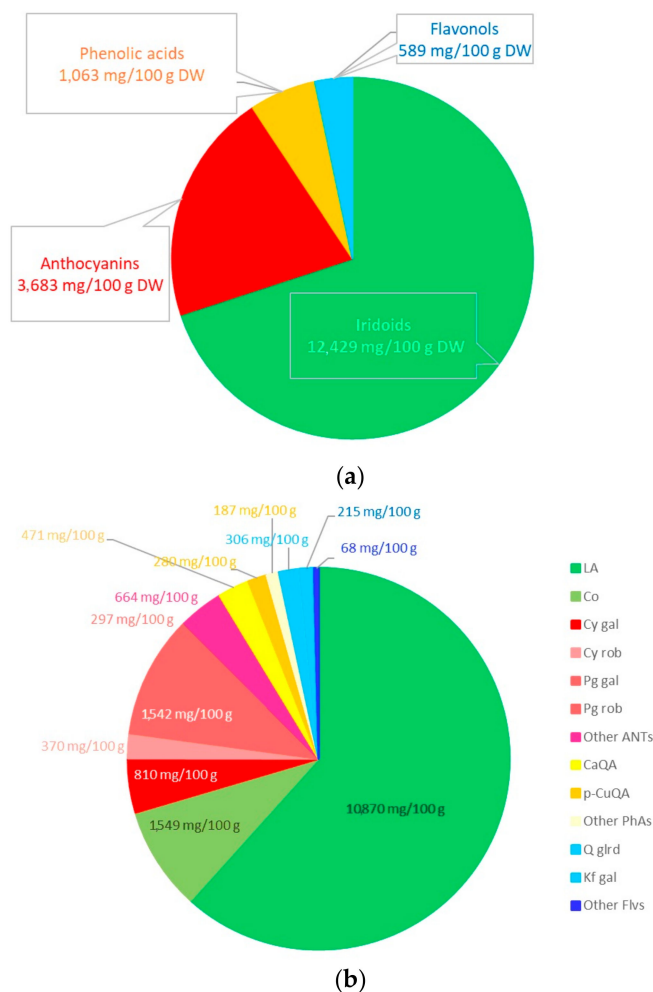 Flavonols
589 mg/100 g DW
Phenolic acids
1,063 mg/100 g DW
Anthocyanins
3,683 mg/100 g DW
Iridoids
12,429 mg/100 g DW
(a)
187 mg/100 g
471 mg/100 g
306 mg/100 g
215 mg/100 g
280 mg/100 g
68 mg/100 g
664 mg/100 g
297 mg/100 g
1,542 mg/100 g
370 mg/100 g
810 mg/100 g
1,549 mg/100 g
10,870 mg/100 g
LA
Co
Cy gal
Cy rob
Pg gal
Pg rob
Other ANTs
CaQA
p-CuQA
Other PhAs
Q glrd
Kf gal
Other Flvs
(b)